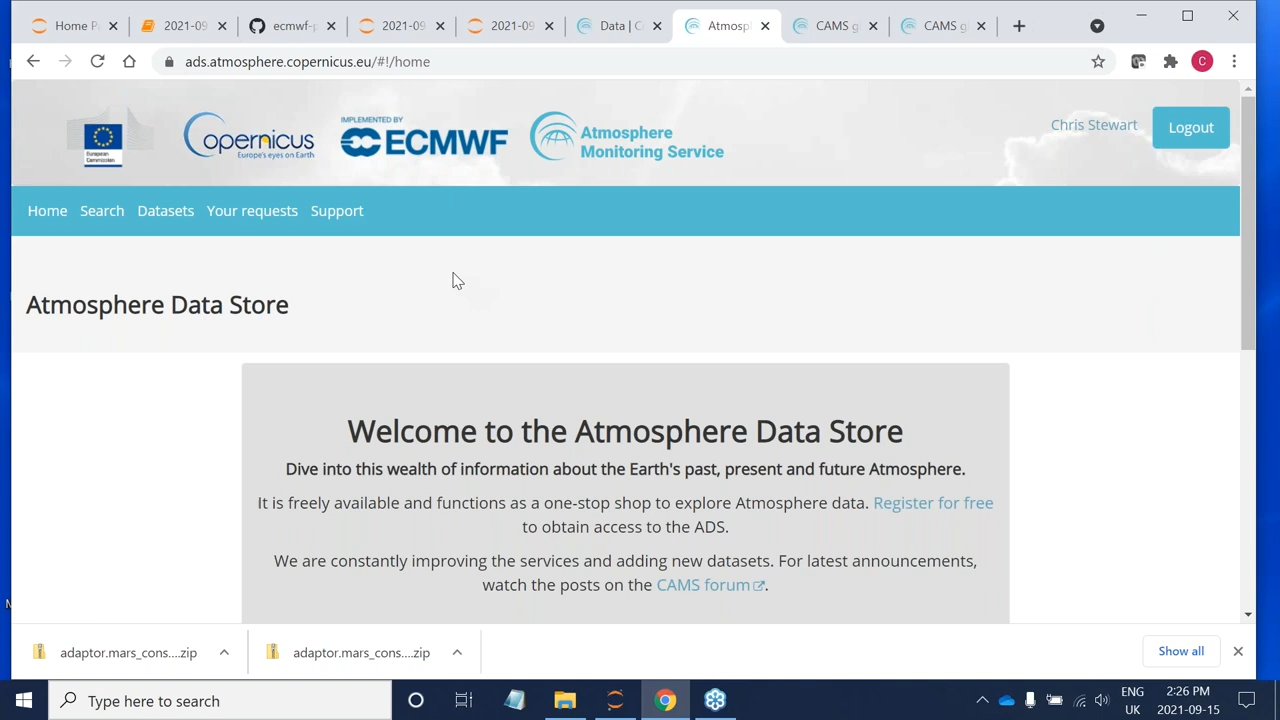 Home P
2021-09
ecmwf-p
2021-09
2021-09
Data | C
Atmosp
CAMS g
CAMS g
ads.atmosphere.copernicus.eu/#!/home
C
European
Commission
opernicus
Europe's eyes on Earth
IMPLEMENTED BY
ECMWF
Atmosphere
Monitoring Service
Chris Stewart
Logout
Home
Search
Datasets
Your requests
Support
Atmosphere Data Store
Welcome to the Atmosphere Data Store
Dive into this wealth of information about the Earth's past, present and future Atmosphere.
It is freely available and functions as a one-stop shop to explore Atmosphere data. Register for free
to obtain access to the ADS.
We are constantly improving the services and adding new datasets. For latest announcements,
watch the posts on the CAMS forum.
adaptor.mars_cons....zip
adaptor.mars_cons....zip
Show all
Type here to search
ENG
UK
2:26 PM
2021-09-15